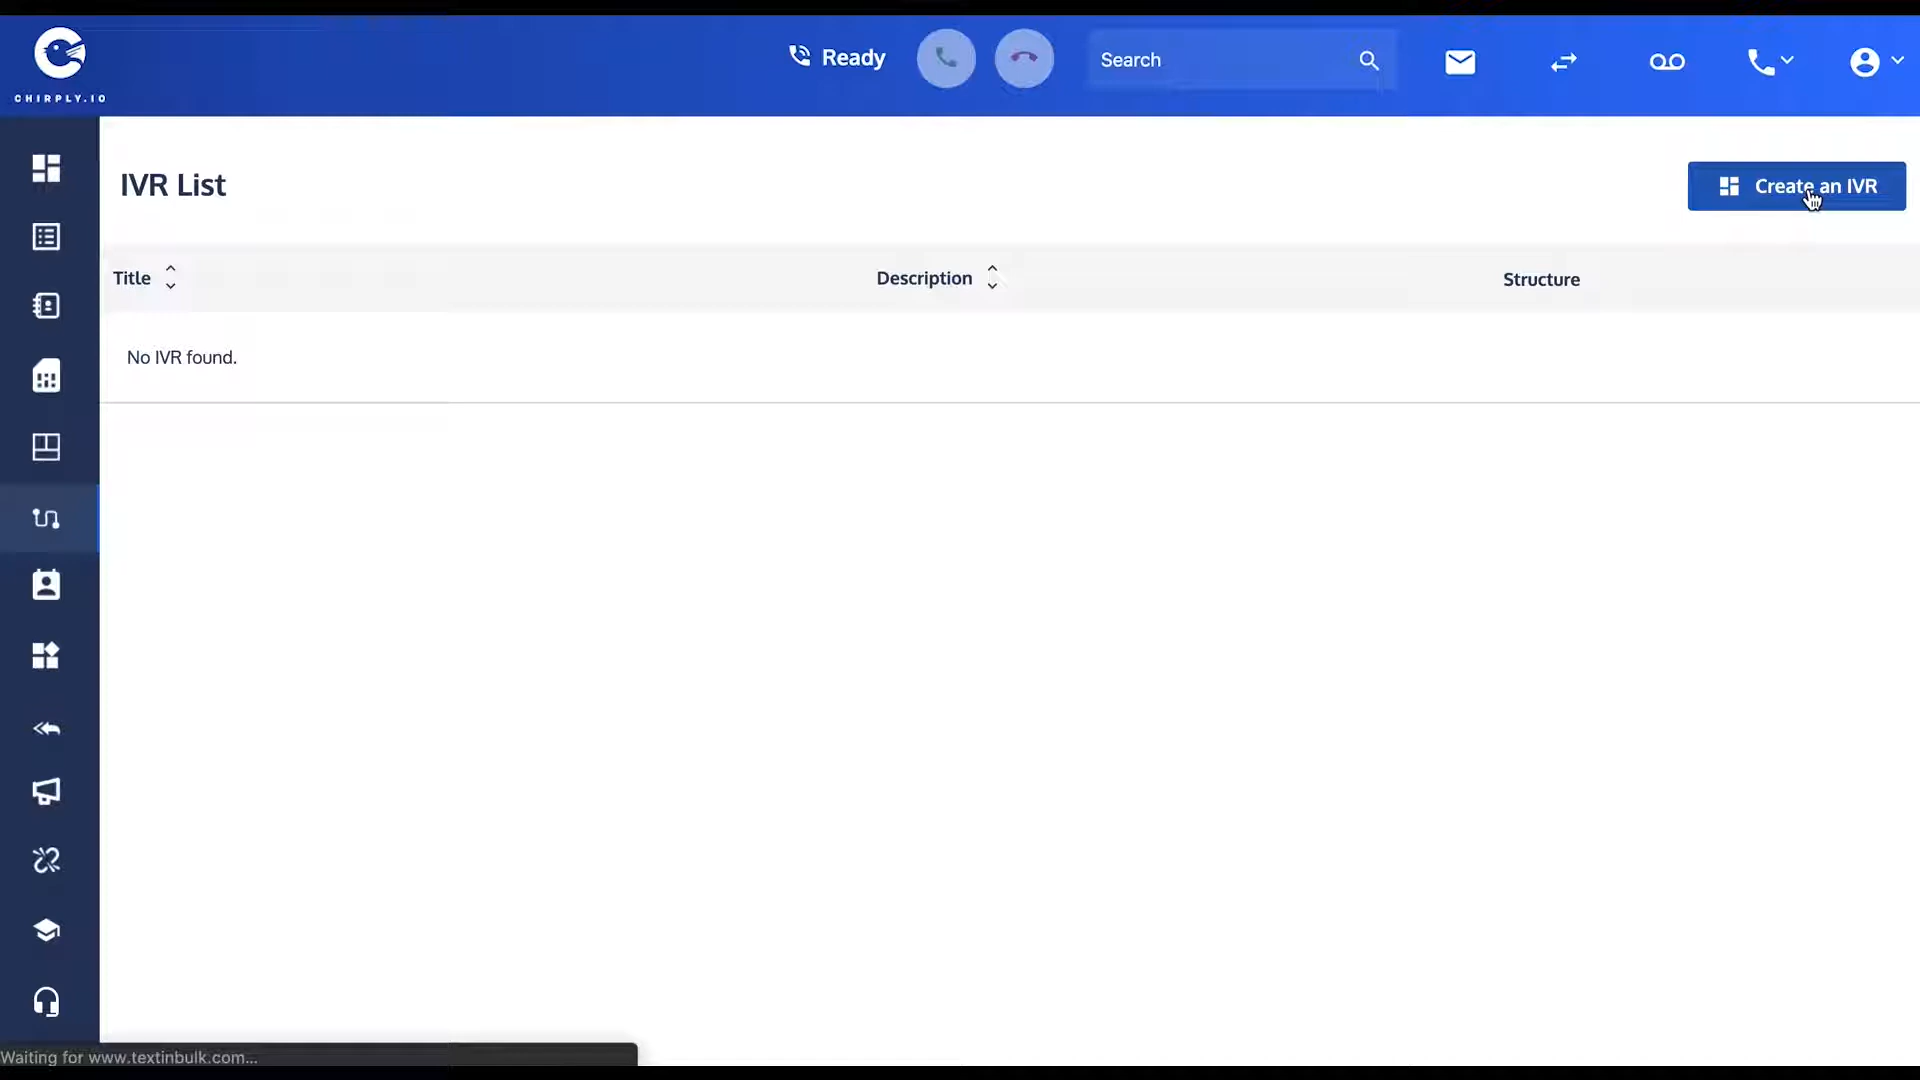 CHIRPLY.IO
Ready
Search
IVR List
Create an IVR
Title
Description
Structure
No IVR found.
Waiting for www.textinbulk.com...